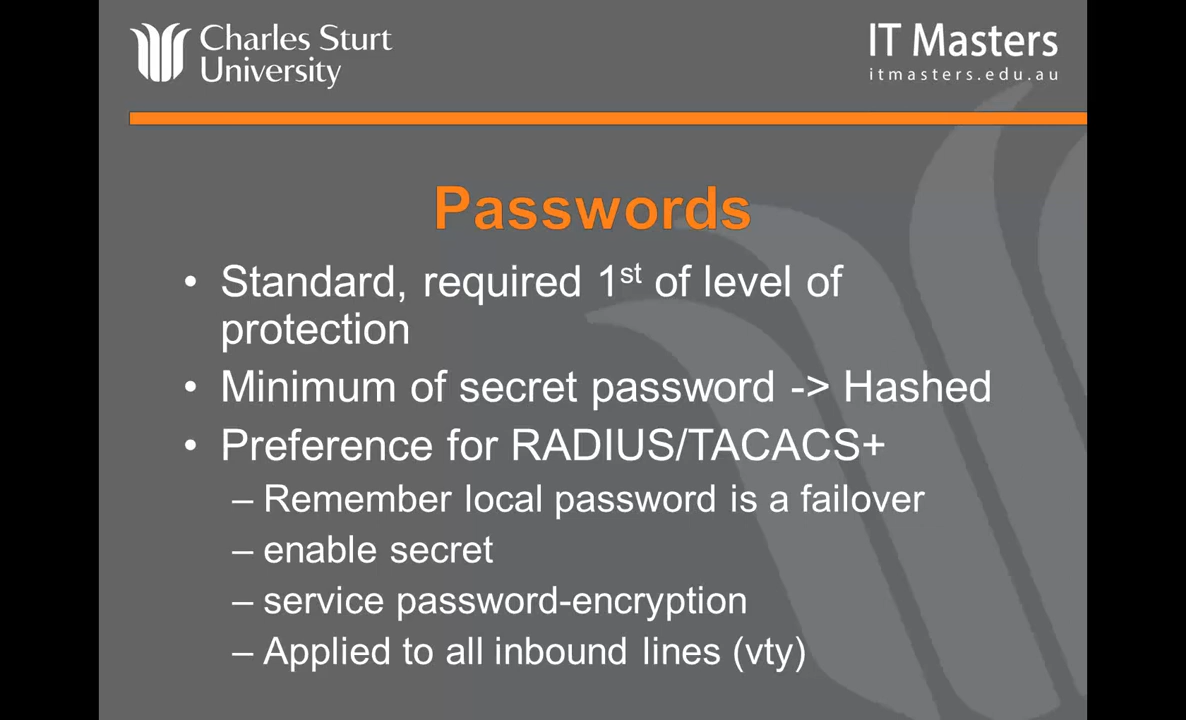 Charles Sturt
University
IT Masters
itmasters.edu.au
Passwords
• Standard, required 1st of level of
protection
• Minimum of secret password -> Hashed
• Preference for RADIUS/TACACS+
– Remember local password is a failover
– enable secret
– service password-encryption
– Applied to all inbound lines (vty)